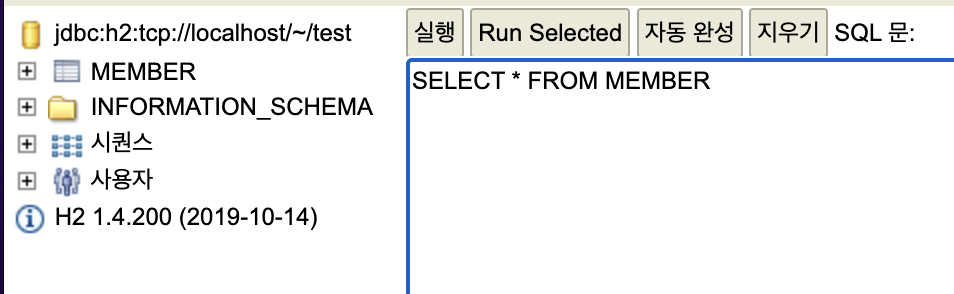 jdbc:h2:tcp://localhost/~/test
MEMBER
INFORMATION_SCHEMA
시퀀스
사용자
H2 1.4.200 (2019-10-14)
실행 Run Selected 자동 완성 지우기 SQL 문:
SELECT * FROM MEMBER